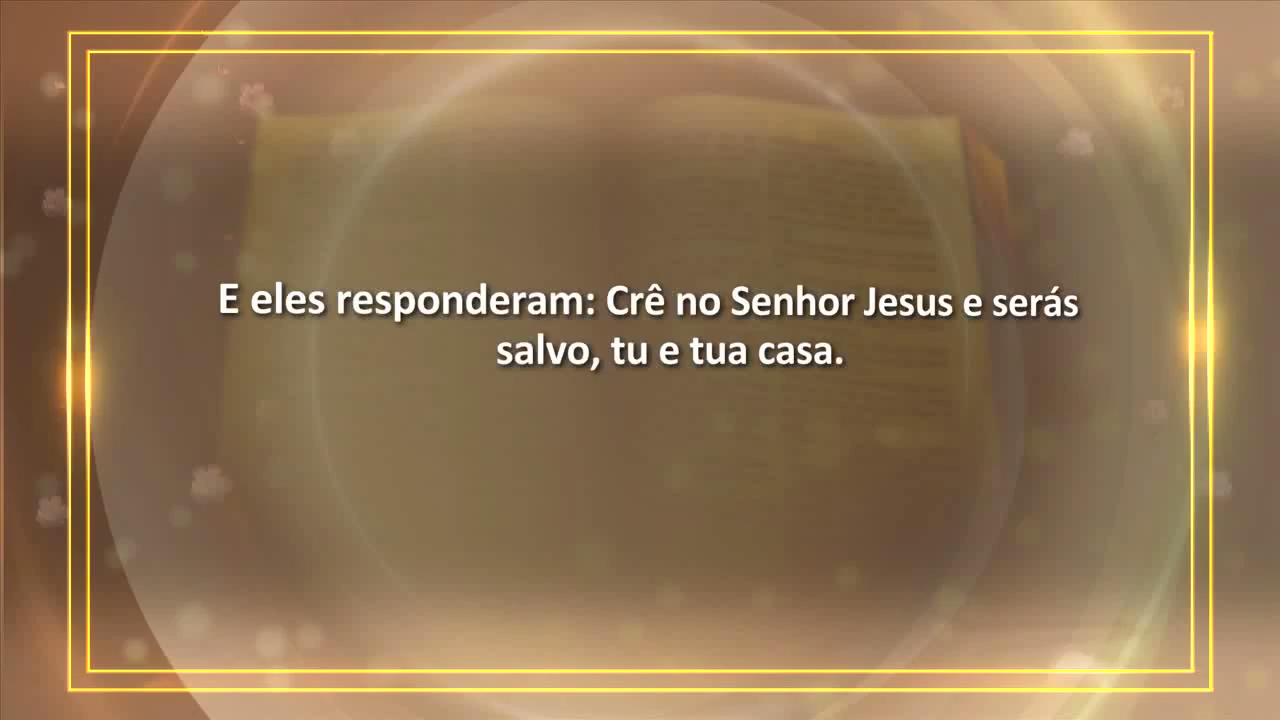 E eles responderam: Crê no Senhor Jesus e serás
salvo, tu e tua casa.